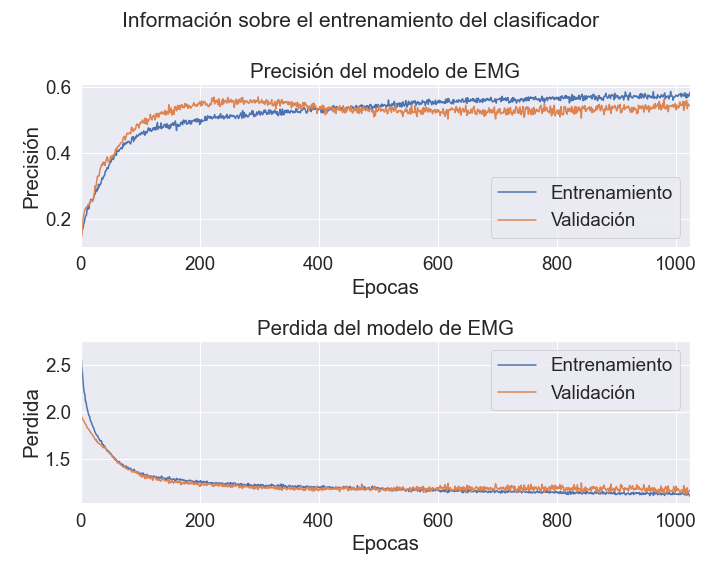 Información sobre el entrenamiento del clasificador
Precisión del modelo de EMG
0.6
0.4
0.2
Precisión
Entrenamiento
Validación
0 200 400 600 800 1000
Epocas
Perdida del modelo de EMG
2.5
2.0
1.5
Perdida
Entrenamiento
Validación
0 200 400 600 800 1000
Epocas